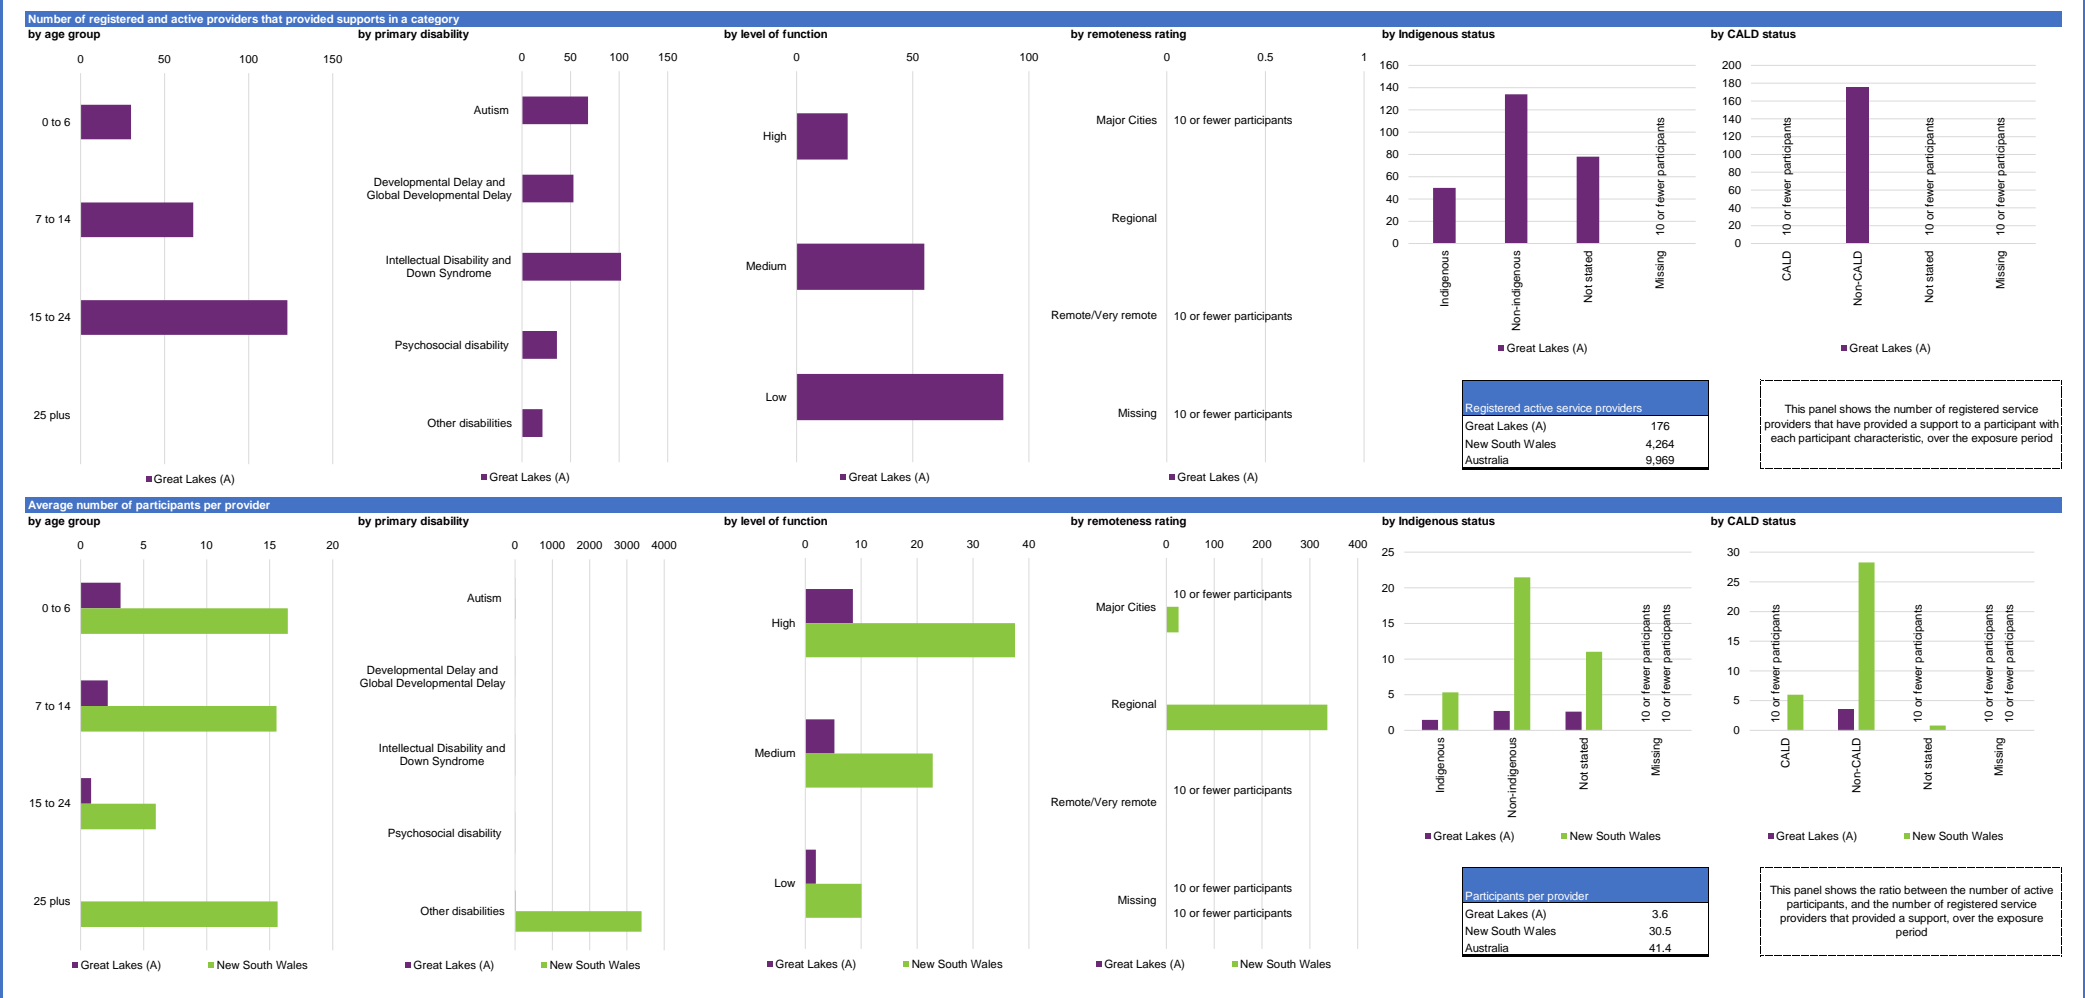 Number of registered and active providers that provided supports in a category
by age group
0 50 100 150
0 to 6
7 to 14
15 to 24
25 plus
Great Lakes (A)
by primary disability
0 50 100 150
Autism
Developmental Delay and
Global Developmental Delay
Intellectual Disability and
Down Syndrome
Psychosocial disability
Other disabilities
Great Lakes (A)
by level of function
0 50 100
High
Medium
Low
Great Lakes (A)
by remoteness rating
0 0.5 1
Major Cities 10 or fewer participants
Regional
Remote/Very remote 10 or fewer participants
Missing 10 or fewer participants
Great Lakes (A)
by Indigenous status
160
140
120
100
80
60
40
20
0
10 or fewer participants
Indigenous
Non-indigenous
Not stated
Missing
Great Lakes (A)
by CALD status
200
180
160
140
120
100
80
60
40
20
0
10 or fewer participants
10 or fewer participants
10 or fewer participants
CALD
Non-CALD
Not stated
Missing
Great Lakes (A)
Registered active service providers
Great Lakes (A) 176
New South Wales 4,264
Australia 9,969
This panel shows the number of registered service
providers that have provided a support to a participant with
each participant characteristic, over the exposure period
Average number of participants per provider
by age group
0 5 10 15 20
0 to 6
7 to 14
15 to 24
25 plus
Great Lakes (A) New South Wales
by primary disability
0 1000 2000 3000 4000
Autism
Developmental Delay and
Global Developmental Delay
Intellectual Disability and
Down Syndrome
Psychosocial disability
Other disabilities
Great Lakes (A) New South Wales
by level of function
0 10 20 30 40
High
Medium
Low
Great Lakes (A) New South Wales
by remoteness rating
0 100 200 300 400
10 or fewer participants
Major Cities
Regional
10 or fewer participants
Remote/Very remote
10 or fewer participants
Missing
10 or fewer participants
Great Lakes (A) New South Wales
by Indigenous status
25
20
15
10
5
0
10 or fewer participants
10 or fewer participants
Indigenous
Non-indigenous
Not stated
Missing
Great Lakes (A) New South Wales
by CALD status
30
25
20
15
10
5
0
10 or fewer participants
10 or fewer participants
10 or fewer participants
10 or fewer participants
CALD
Non-CALD
Not stated
Missing
Great Lakes (A) New South Wales
Participants per provider
Great Lakes (A) 3.6
New South Wales 30.5
Australia 41.4
This panel shows the ratio between the number of active
participants, and the number of registered service
providers that provided a support, over the exposure
period